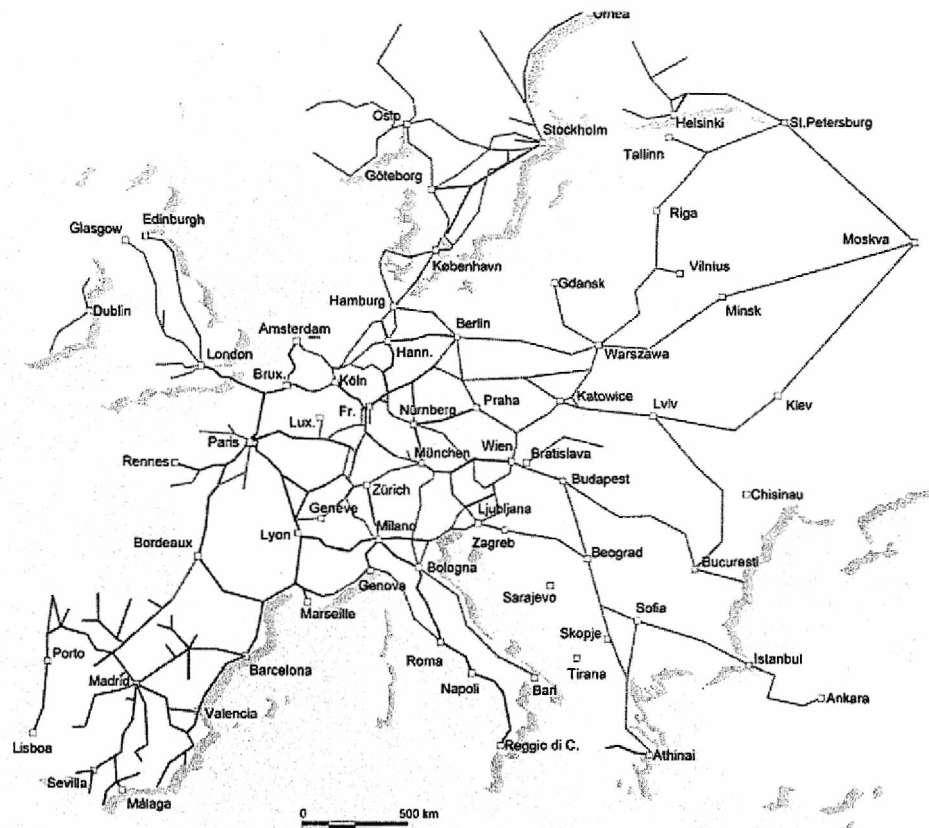 Umea
Oslo
Stockholm
Helsinki
St.Petersburg
Tallinn
Göteborg
Riga
Moskva
Edinburgh
Glasgow
København
Vilnius
Gdansk
Minsk
Hamburg
Dublin
Amsterdam
Berlin
London
Hann.
Warszawa
Brux.
Köln
Katowice
Kiev
Praha
Fr.
Nürnberg
Lviv
Lux.
Paris
Wien
Rennes
München
Bratislava
Budapest
Zürich
Chisinau
Genève
Ljubljana
Lyon
Milano
Zagreb
Bordeaux
Beograd
Bucuresti
Bologna
Genova
Sarajevo
Marseille
Sofia
Skopje
Porto
Roma
Istanbul
Barcelona
Tirana
Madrid
Napoli
Bari
Ankara
Valencia
Lisboa
Reggio di C.
Athinai
Sevilla
Málaga
0 500 km